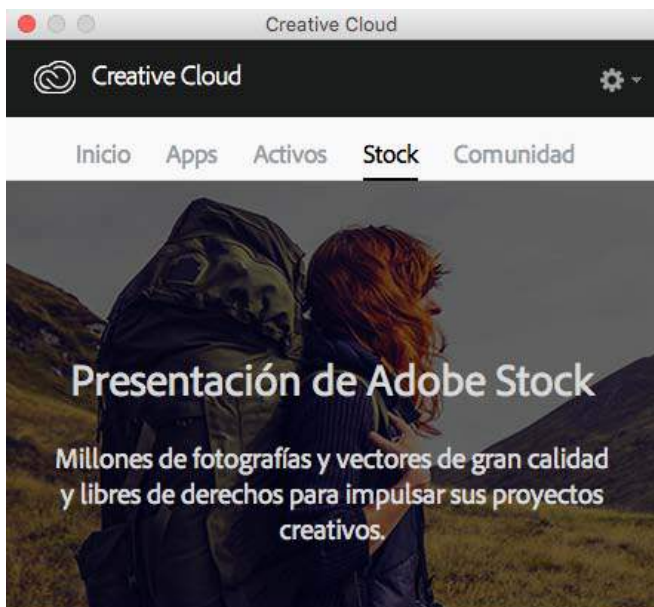 Creative Cloud
Creative Cloud
Inicio Apps Activos Stock Comunidad
Presentación de Adobe Stock
Millones de fotografías y vectores de gran calidad
y libres de derechos para impulsar sus proyectos
creativos.